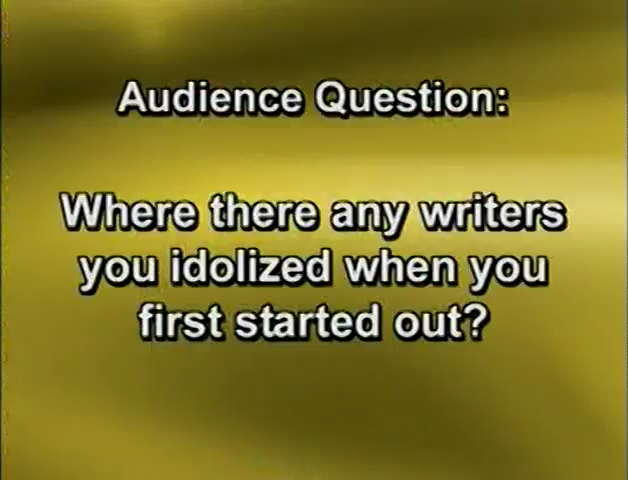 Audience Question:
Where there any writers
you idolized when you
first started out?